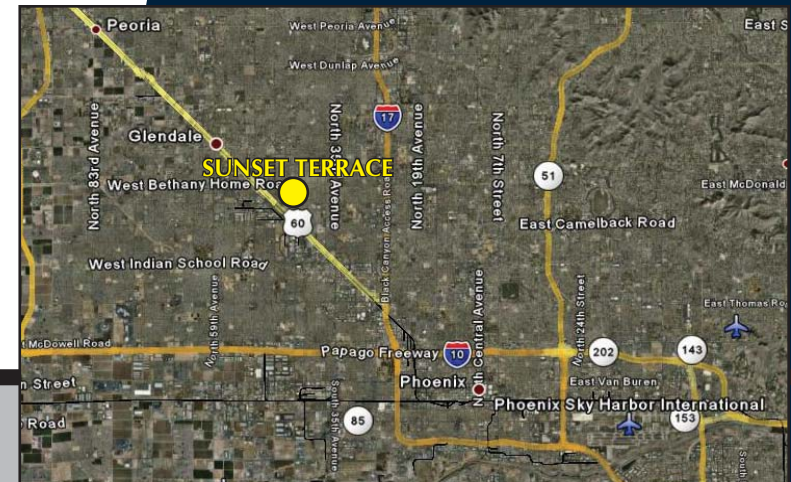 Peoria
West Peoria Avenue
East S
West Dunlap Avenue
17
Glendale
SUNSET TERRACE
North 83rd Avenue
North 35th Avenue
North 19th Avenue
North 7th Street
51
West Bethany Home Roa
East McDonald
60
East Camelback Road
West Indian School Road
Black Canyon Access Road
North 59th Avenue
North Central Avenue
North 24th Street
East Thomas Ro
t McDowell Road
Papago Freeway
10
202
143
n Street
Phoenix
East Van Buren
Road
85
South 35th Avenue
Phoenix Sky Harbor International
153
South